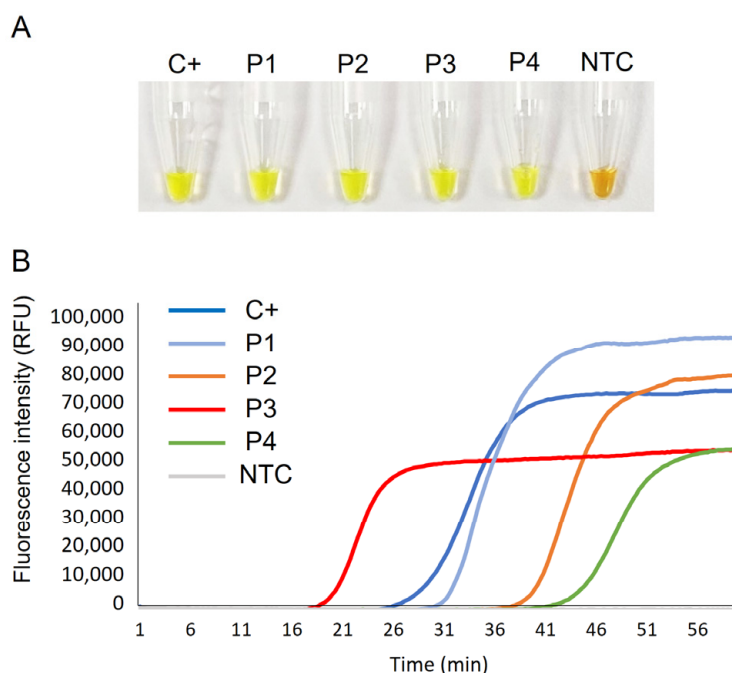 A
C+ P1 P2 P3 P4 NTC
B
Fluorescence intensity (RFU)
100,000
90,000
80,000
70,000
60,000
50,000
40,000
30,000
20,000
10,000
0
C+
P1
P2
P3
P4
NTC
1 6 11 16 21 26 31 36 41 46 51 56
Time (min)